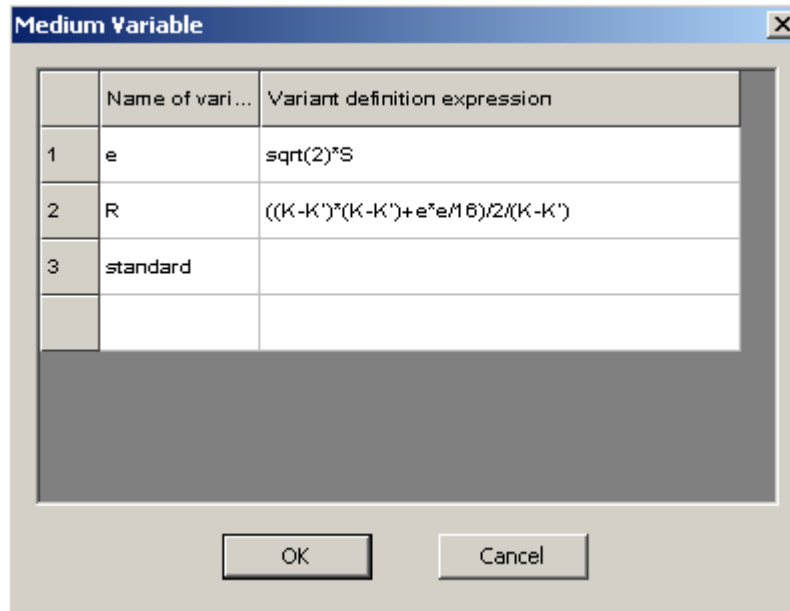 Medium Variable
Name of vari... Variant definition expression
1 e sqrt(2)*S
2 R ((K-K')*(K-K')+e*e/16)/2/(K-K')
3 standard
OK Cancel